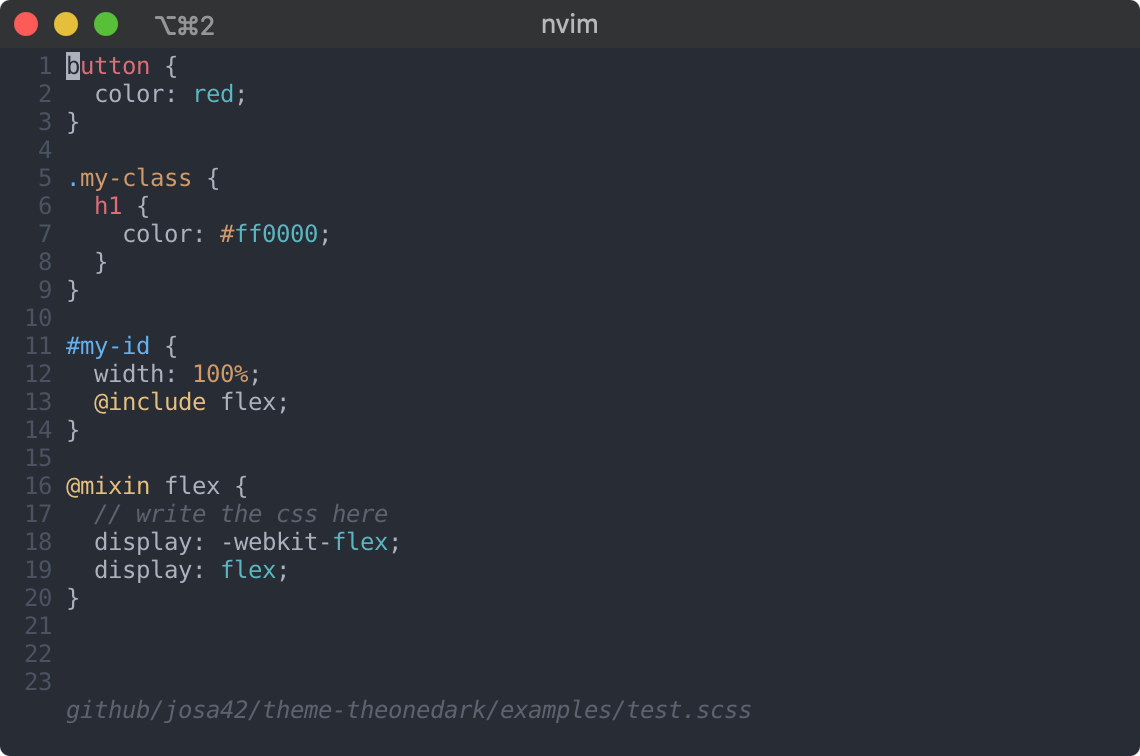 ⌥⌘2 nvim
1 button {
2   color: red;
3 }
4
5 .my-class {
6   h1 {
7     color: #ff0000;
8   }
9 }
10
11 #my-id {
12   width: 100%;
13   @include flex;
14 }
15
16 @mixin flex {
17   // write the css here
18   display: -webkit-flex;
19   display: flex;
20 }
21
22
23
github/josa42/theme-theonedark/examples/test.scss